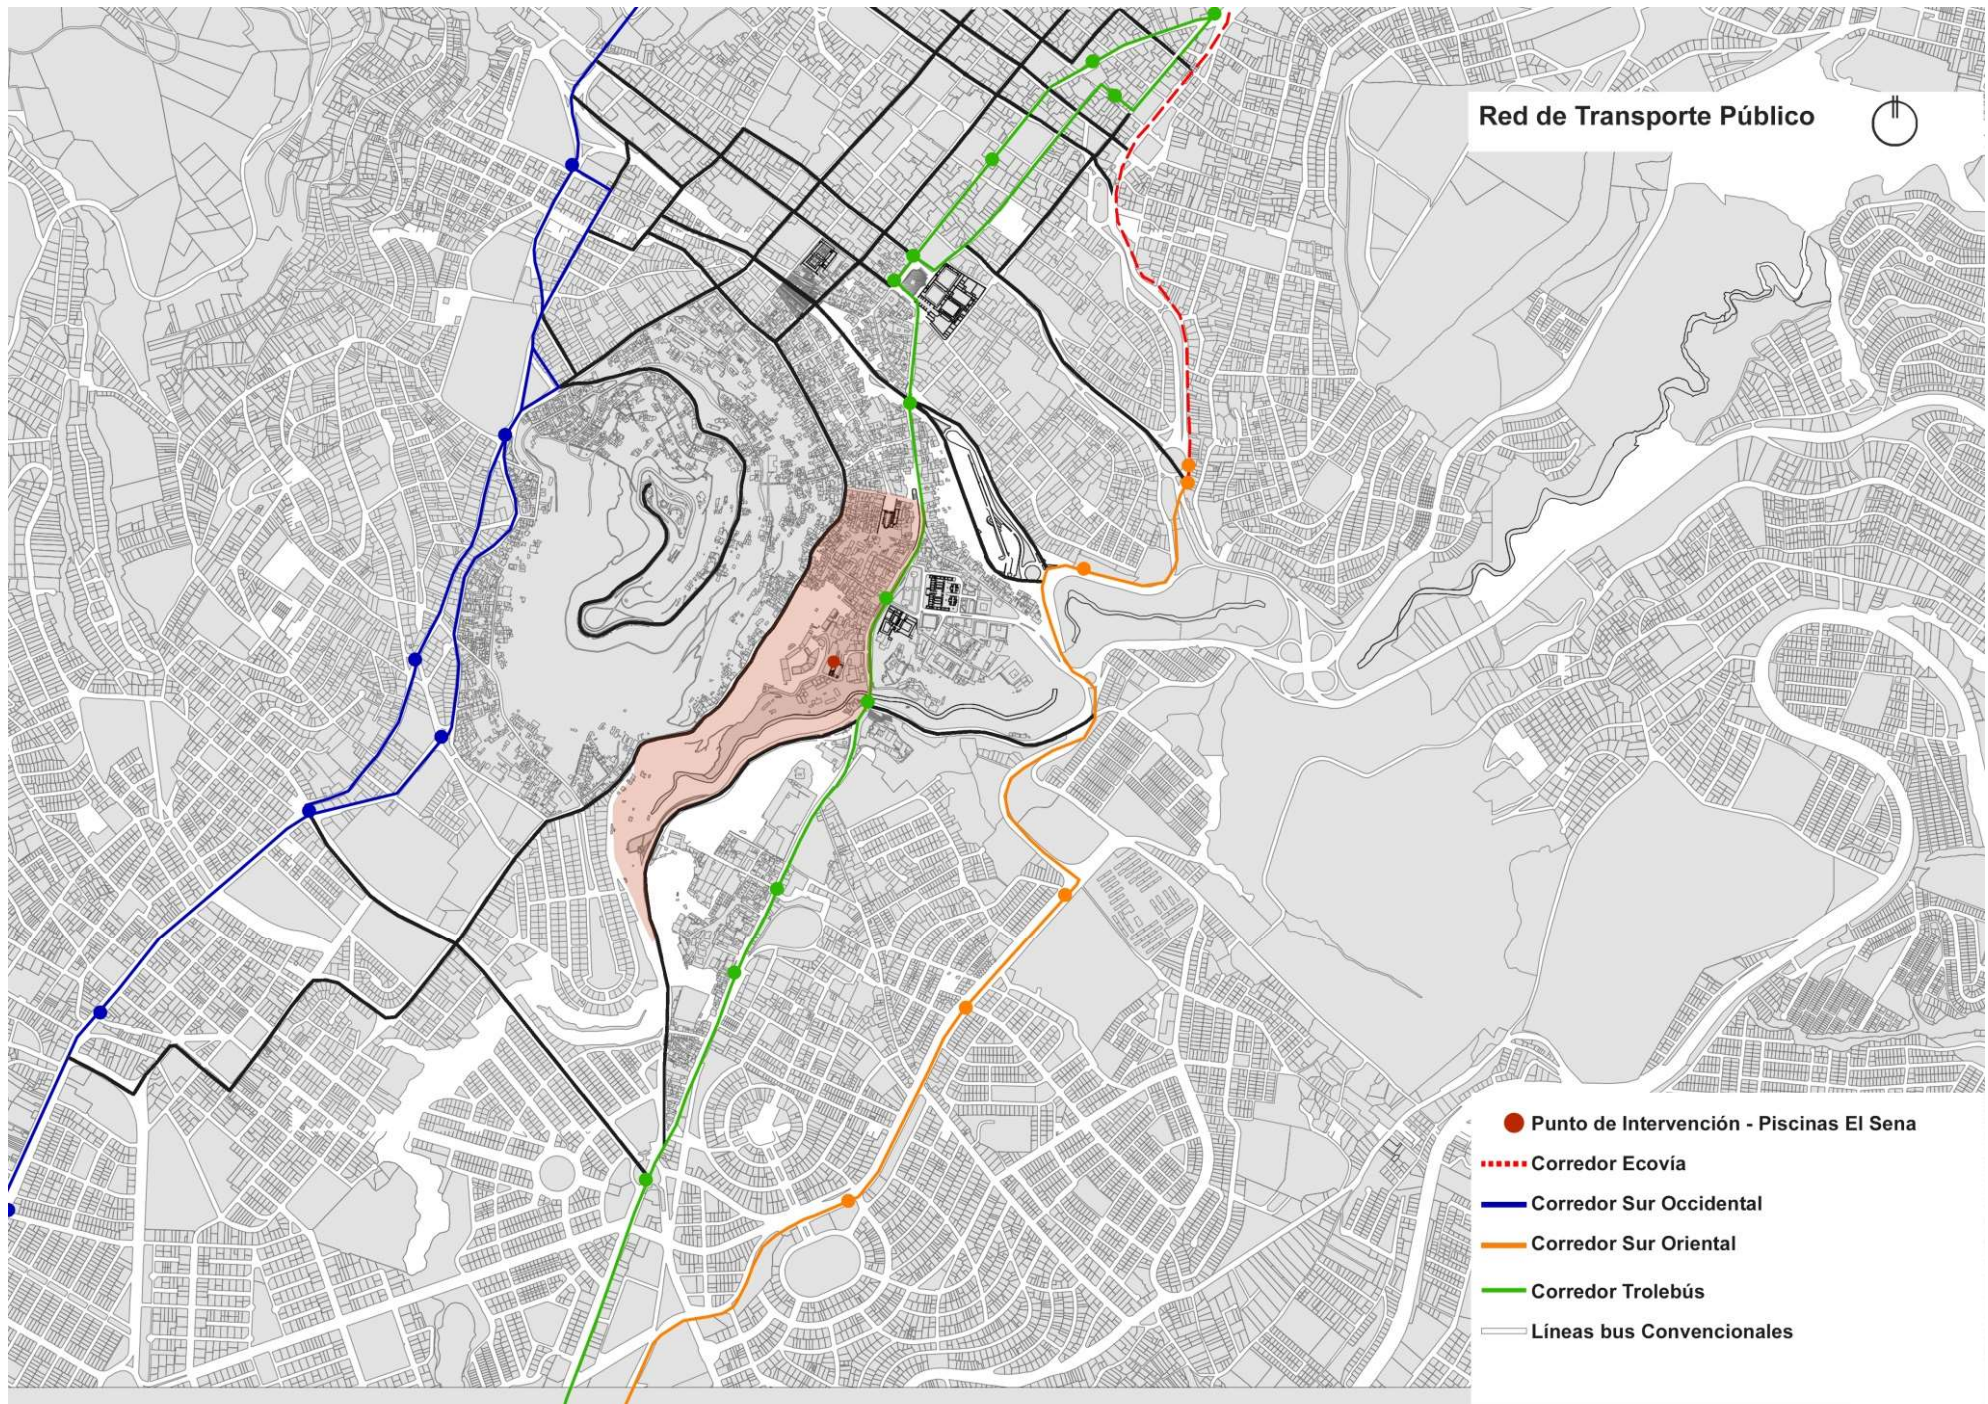 Red de Transporte Público
Punto de Intervención - Piscinas El Sena
Corredor Ecovía
Corredor Sur Occidental
Corredor Sur Oriental
Corredor Trolebús
Líneas bus Convencionales